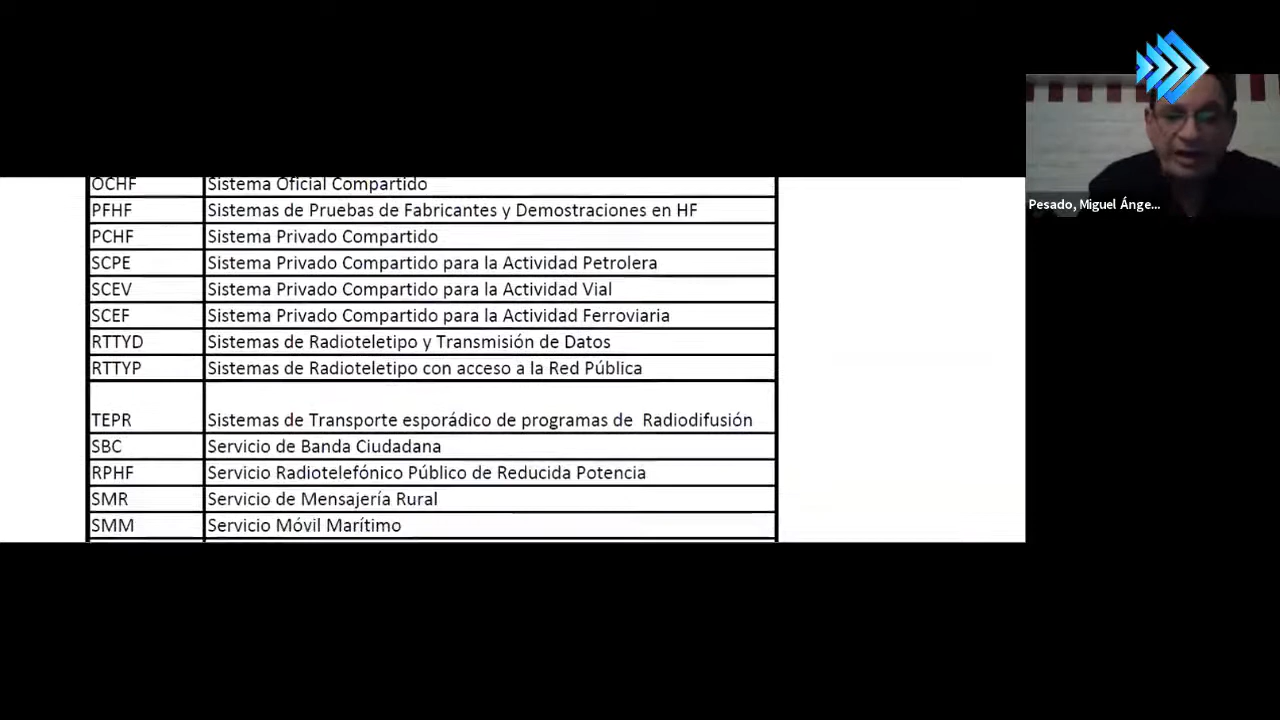 OCHF Sistema Oficial Compartido
PFHF Sistemas de Pruebas de Fabricantes y Demostraciones en HF
PCHF Sistema Privado Compartido
SCPE Sistema Privado Compartido para la Actividad Petrolera
SCEV Sistema Privado Compartido para la Actividad Vial
SCEF Sistema Privado Compartido para la Actividad Ferroviaria
RTTYD Sistemas de Radioteletipo y Transmisión de Datos
RTTYP Sistemas de Radioteletipo con acceso a la Red Pública
TEPR Sistemas de Transporte esporádico de programas de Radiodifusión
SBC Servicio de Banda Ciudadana
RPHF Servicio Radiotelefónico Público de Reducida Potencia
SMR Servicio de Mensajería Rural
SMM Servicio Móvil Marítimo
Pesado, Miguel Ánge...